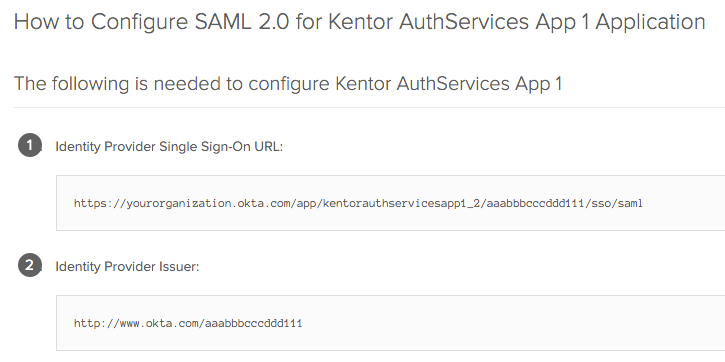 How to Configure SAML 2.0 for Kentor AuthServices App 1 Application
The following is needed to configure Kentor AuthServices App 1
1 Identity Provider Single Sign-On URL:
https://yourorganization.okta.com/app/kentorauthservicesapp1_2/aaabbbcccddd111/sso/saml
2 Identity Provider Issuer:
http://www.okta.com/aaabbbcccddd111